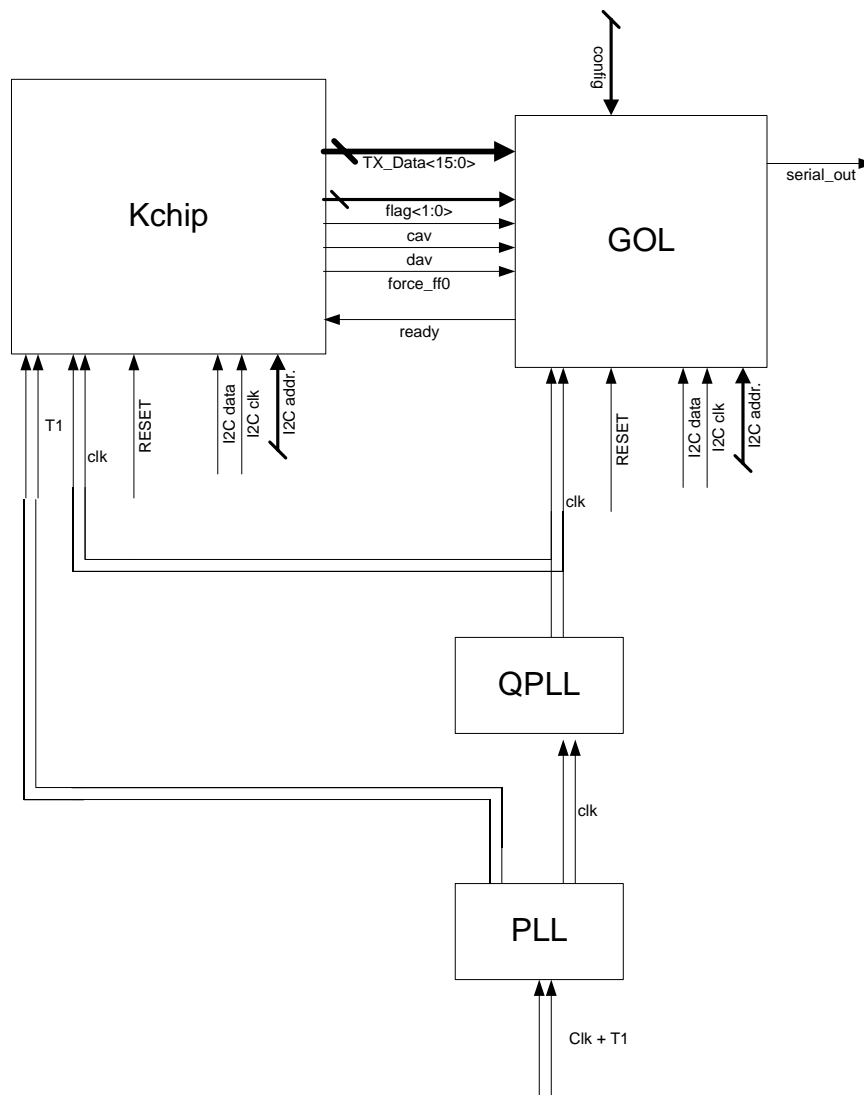 config
Kchip
TX_Data<15:0>
flag<1:0>
cav
dav
force_ff0
ready
GOL
serial_out
T1
clk
RESET
I2C data
I2C clk
I2C addr.
clk
RESET
I2C data
I2C clk
I2C addr.
QPLL
clk
PLL
Clk + T1